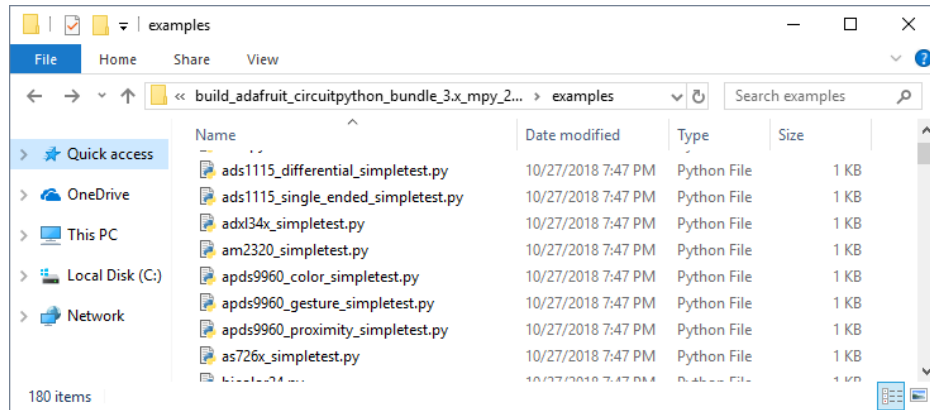 examples
File Home Share View
« build_adafruit_circuitpython_bundle_3.x_mpy_2... > examples Search examples
Name Date modified Type Size
Quick access
OneDrive
This PC
Local Disk (C:)
Network
ads1115_differential_simpletest.py 10/27/2018 7:47 PM Python File 1 KB
ads1115_single_ended_simpletest.py 10/27/2018 7:47 PM Python File 1 KB
adxl34x_simpletest.py 10/27/2018 7:47 PM Python File 1 KB
am2320_simpletest.py 10/27/2018 7:47 PM Python File 1 KB
apds9960_color_simpletest.py 10/27/2018 7:47 PM Python File 1 KB
apds9960_gesture_simpletest.py 10/27/2018 7:47 PM Python File 1 KB
apds9960_proximity_simpletest.py 10/27/2018 7:47 PM Python File 1 KB
as726x_simpletest.py 10/27/2018 7:47 PM Python File 1 KB
180 items